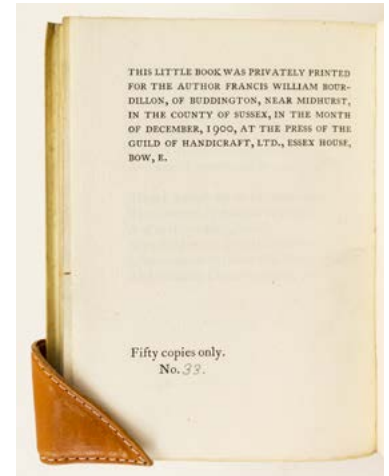 THIS LITTLE BOOK WAS PRIVATELY PRINTED
FOR THE AUTHOR FRANCIS WILLIAM BOUR-
DILLON, OF BUDDINGTON, NEAR MIDHURST,
IN THE COUNTY OF SUSSEX, IN THE MONTH
OF DECEMBER, 1900, AT THE PRESS OF THE
GUILD OF HANDICRAFT, LTD., ESSEX HOUSE,
BOW, E.
Fifty copies only.
No. 33.